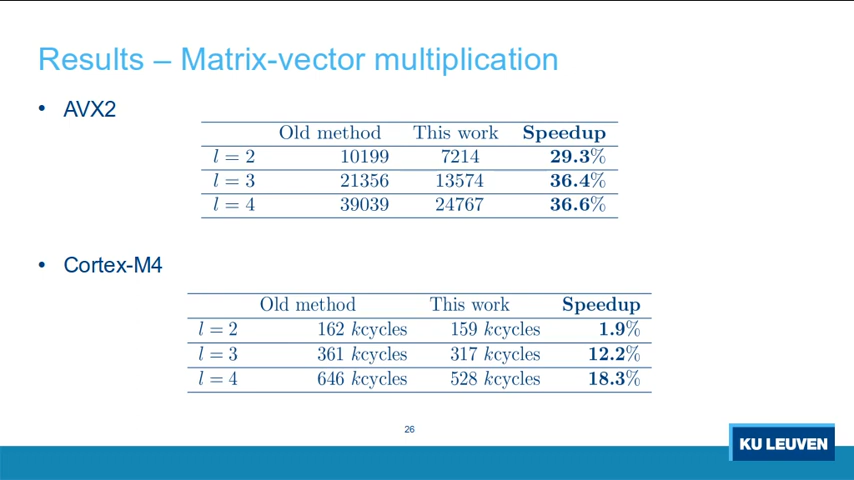 Results – Matrix-vector multiplication
• AVX2
Old method This work Speedup
l = 2 10199 7214 29.3%
l = 3 21356 13574 36.4%
l = 4 39039 24767 36.6%
• Cortex-M4
Old method This work Speedup
l = 2 162 kcycles 159 kcycles 1.9%
l = 3 361 kcycles 317 kcycles 12.2%
l = 4 646 kcycles 528 kcycles 18.3%
26
KU LEUVEN